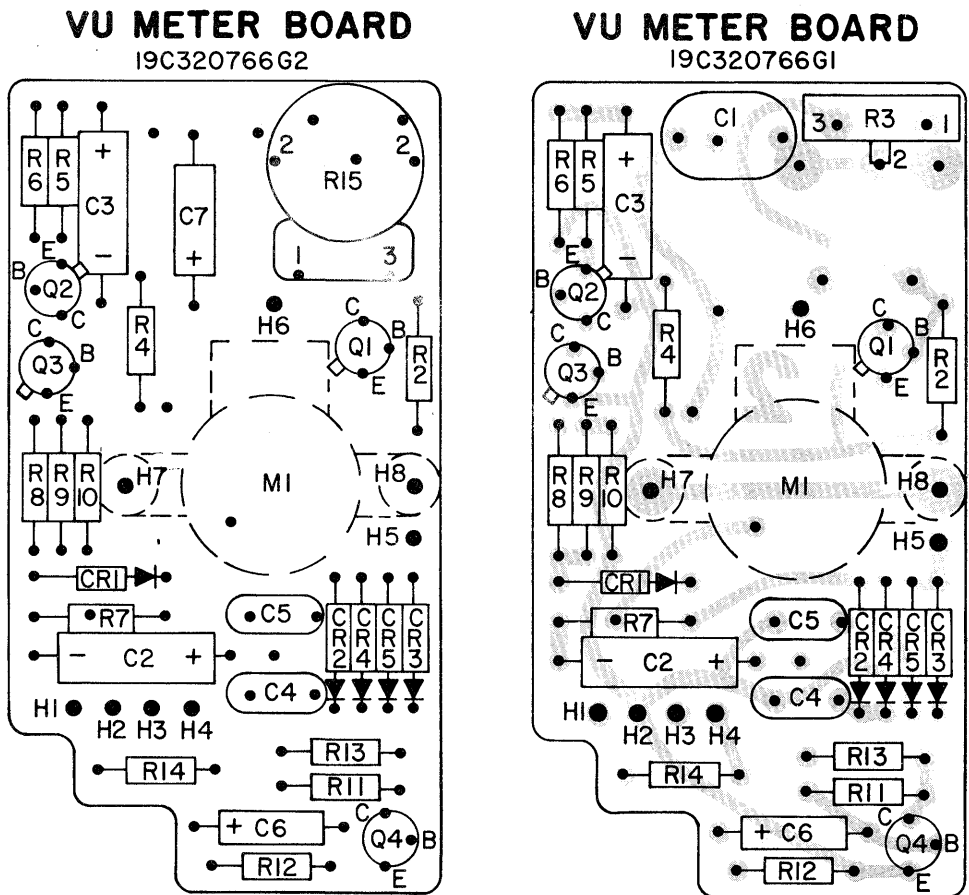 VU METER BOARD
19C320766G2
R6
R5
+
C3
-
C7
+
2
2
R15
1
3
E
B
Q2
C
R4
H6
C
B
Q1
E
R2
C
Q3
B
E
R8
R9
R10
H7
M1
H8
H5
CR1
R7
C5
CR2
CR4
CR5
CR3
- C2 +
C4
H1
H2 H3 H4
R13
R14
R11
+ C6
C
Q4
B
E
R12
VU METER BOARD
19C320766G1
C1
3
R3
1
2
R6
R5
+
C3
-
E
B
Q2
C
R4
H6
C
B
Q1
E
R2
C
Q3
B
E
R8
R9
R10
H7
M1
H8
H5
CR1
R7
C5
CR2
CR4
CR5
CR3
- C2 +
C4
H1
H2 H3 H4
R13
R14
R11
+ C6
C
Q4
B
E
R12